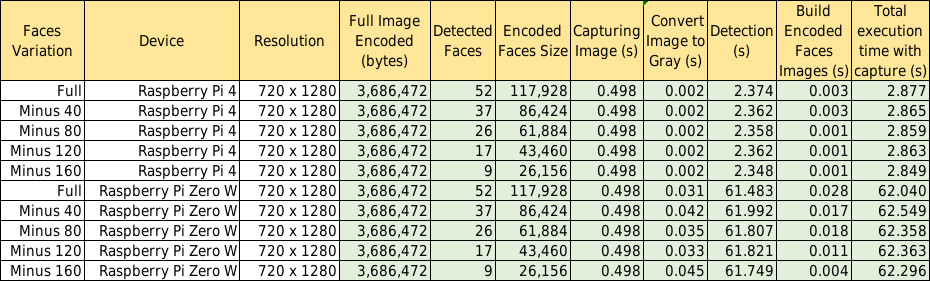 Faces Variation | Device | Resolution | Full Image Encoded (bytes) | Detected Faces | Encoded Faces Size | Capturing Image (s) | Convert Image to Gray (s) | Detection (s) | Build Encoded Faces Images (s) | Total execution time with capture (s)
Full | Raspberry Pi 4 | 720 x 1280 | 3,686,472 | 52 | 117,928 | 0.498 | 0.002 | 2.374 | 0.003 | 2.877
Minus 40 | Raspberry Pi 4 | 720 x 1280 | 3,686,472 | 37 | 86,424 | 0.498 | 0.002 | 2.362 | 0.003 | 2.865
Minus 80 | Raspberry Pi 4 | 720 x 1280 | 3,686,472 | 26 | 61,884 | 0.498 | 0.002 | 2.358 | 0.001 | 2.859
Minus 120 | Raspberry Pi 4 | 720 x 1280 | 3,686,472 | 17 | 43,460 | 0.498 | 0.002 | 2.362 | 0.001 | 2.863
Minus 160 | Raspberry Pi 4 | 720 x 1280 | 3,686,472 | 9 | 26,156 | 0.498 | 0.002 | 2.348 | 0.001 | 2.849
Full | Raspberry Pi Zero W | 720 x 1280 | 3,686,472 | 52 | 117,928 | 0.498 | 0.031 | 61.483 | 0.028 | 62.040
Minus 40 | Raspberry Pi Zero W | 720 x 1280 | 3,686,472 | 37 | 86,424 | 0.498 | 0.042 | 61.992 | 0.017 | 62.549
Minus 80 | Raspberry Pi Zero W | 720 x 1280 | 3,686,472 | 26 | 61,884 | 0.498 | 0.035 | 61.807 | 0.018 | 62.358
Minus 120 | Raspberry Pi Zero W | 720 x 1280 | 3,686,472 | 17 | 43,460 | 0.498 | 0.033 | 61.821 | 0.011 | 62.363
Minus 160 | Raspberry Pi Zero W | 720 x 1280 | 3,686,472 | 9 | 26,156 | 0.498 | 0.045 | 61.749 | 0.004 | 62.296